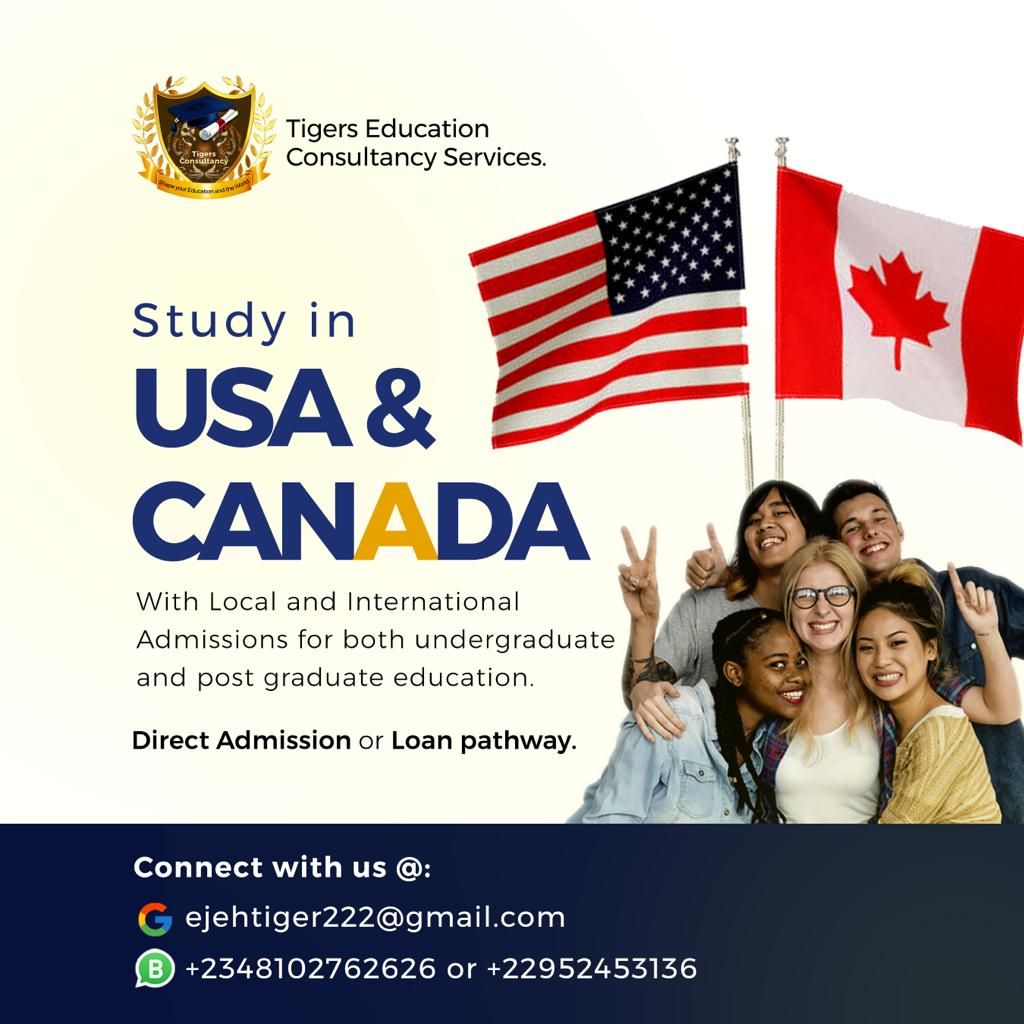 Tigers
Consultancy
Shape your Education and the World
Tigers Education
Consultancy Services.
Study in
USA &
CANADA
With Local and International
Admissions for both undergraduate
and post graduate education.
Direct Admission or Loan pathway.
Connect with us @:
ejehtiger222@gmail.com
+2348102762626 or +22952453136